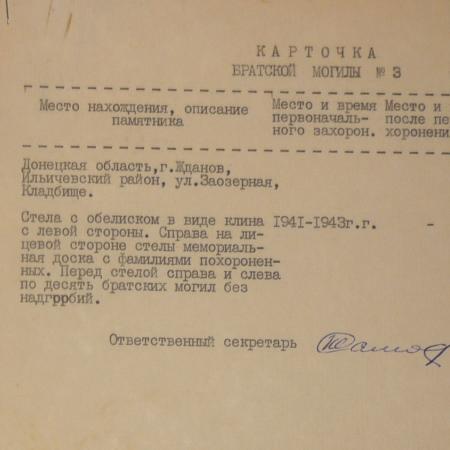 КАРТОЧКА
БРАТСКОЙ МОГИЛЫ № 3
Место нахождения, описание памятника
Место и время первоначаль- ного захорон.
Место и после пе хоронени
Донецкая область,г.Жданов,
Ильичевский район, ул.Заозерная,
Кладбище.
Стела с обелиском в виде клина 1941-1943г.г. -
с левой стороны. Справа на ли-
цевой стороне стелы мемориаль-
ная доска с фамилиями похоронен-
ных. Перед стелой справа и слева
по десять братских могил без
надгррбий.
Ответственный секретарь